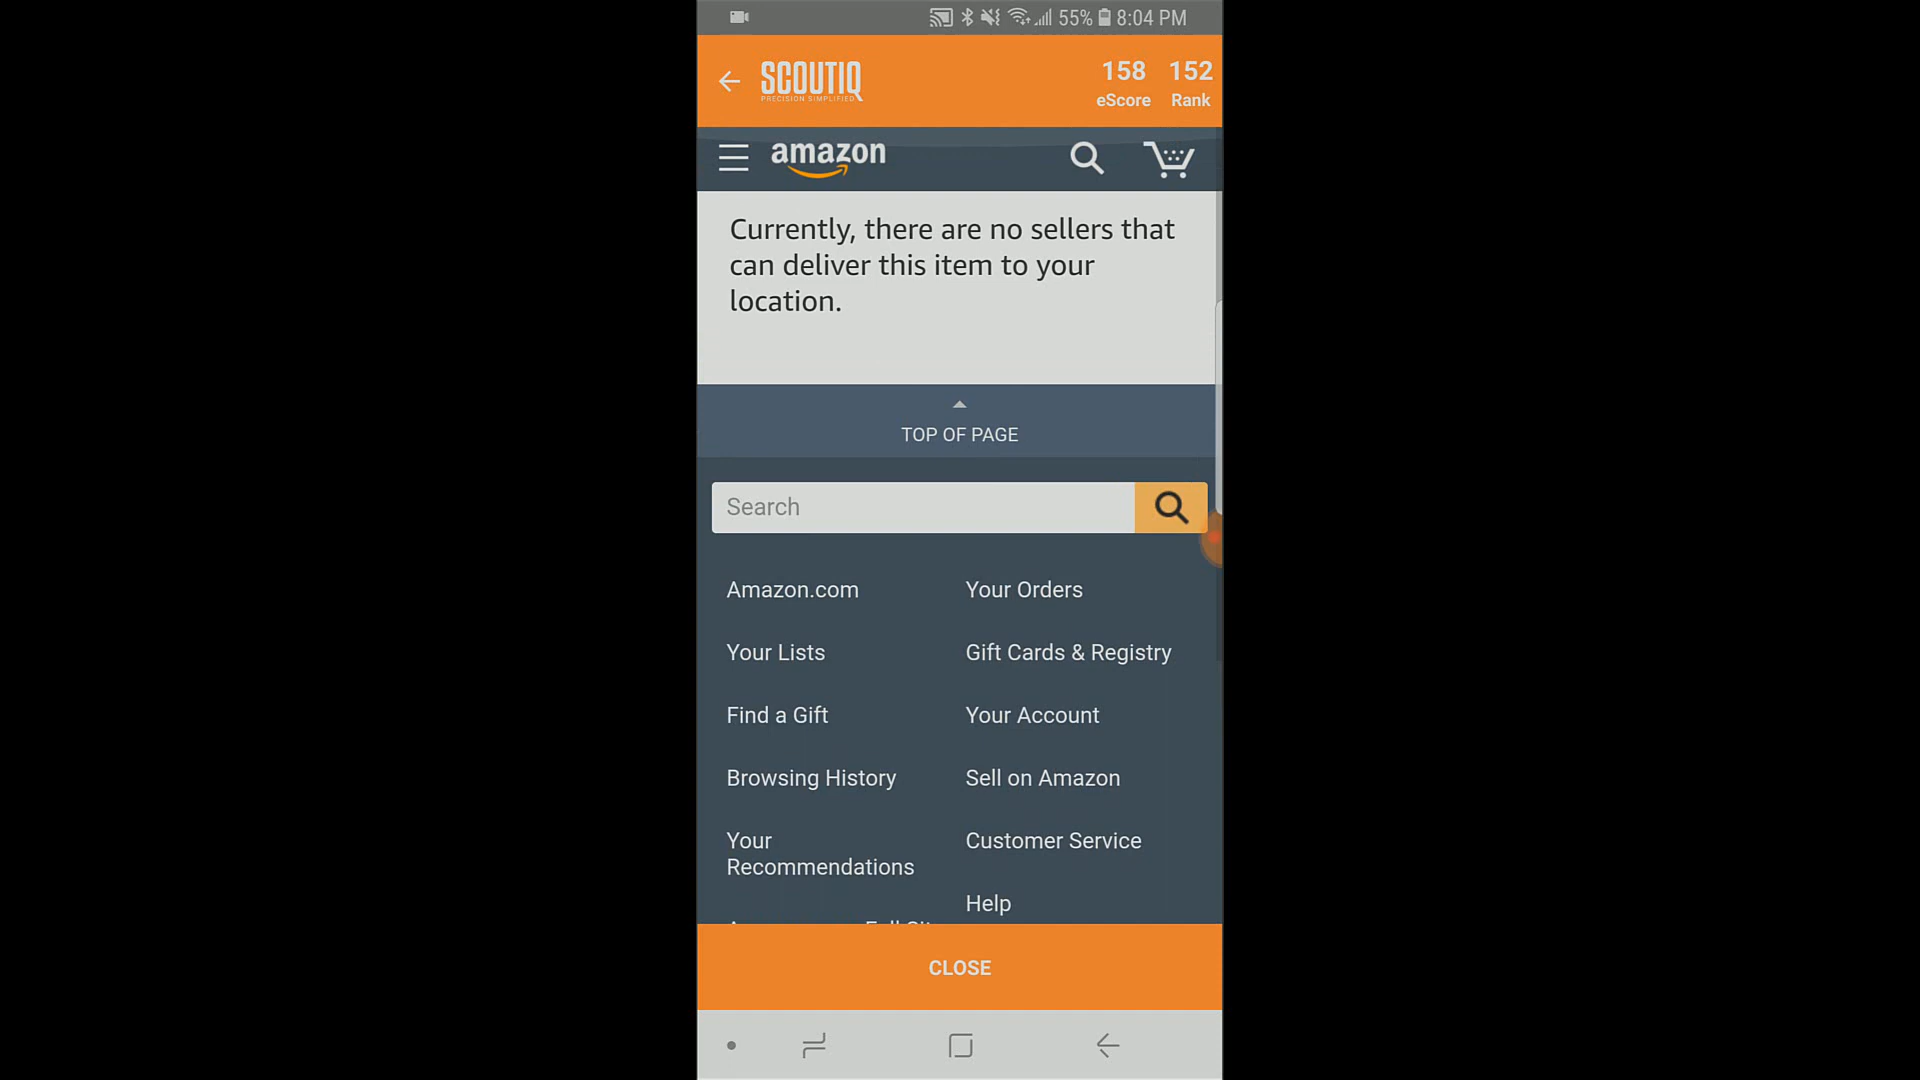 55% 8:04 PM
SCOUTIQ
PRECISION SIMPLIFIED
158 152
eScore Rank
amazon
Currently, there are no sellers that
can deliver this item to your
location.
TOP OF PAGE
Search
Amazon.com
Your Orders
Your Lists
Gift Cards & Registry
Find a Gift
Your Account
Browsing History
Sell on Amazon
Your
Recommendations
Customer Service
Help
CLOSE